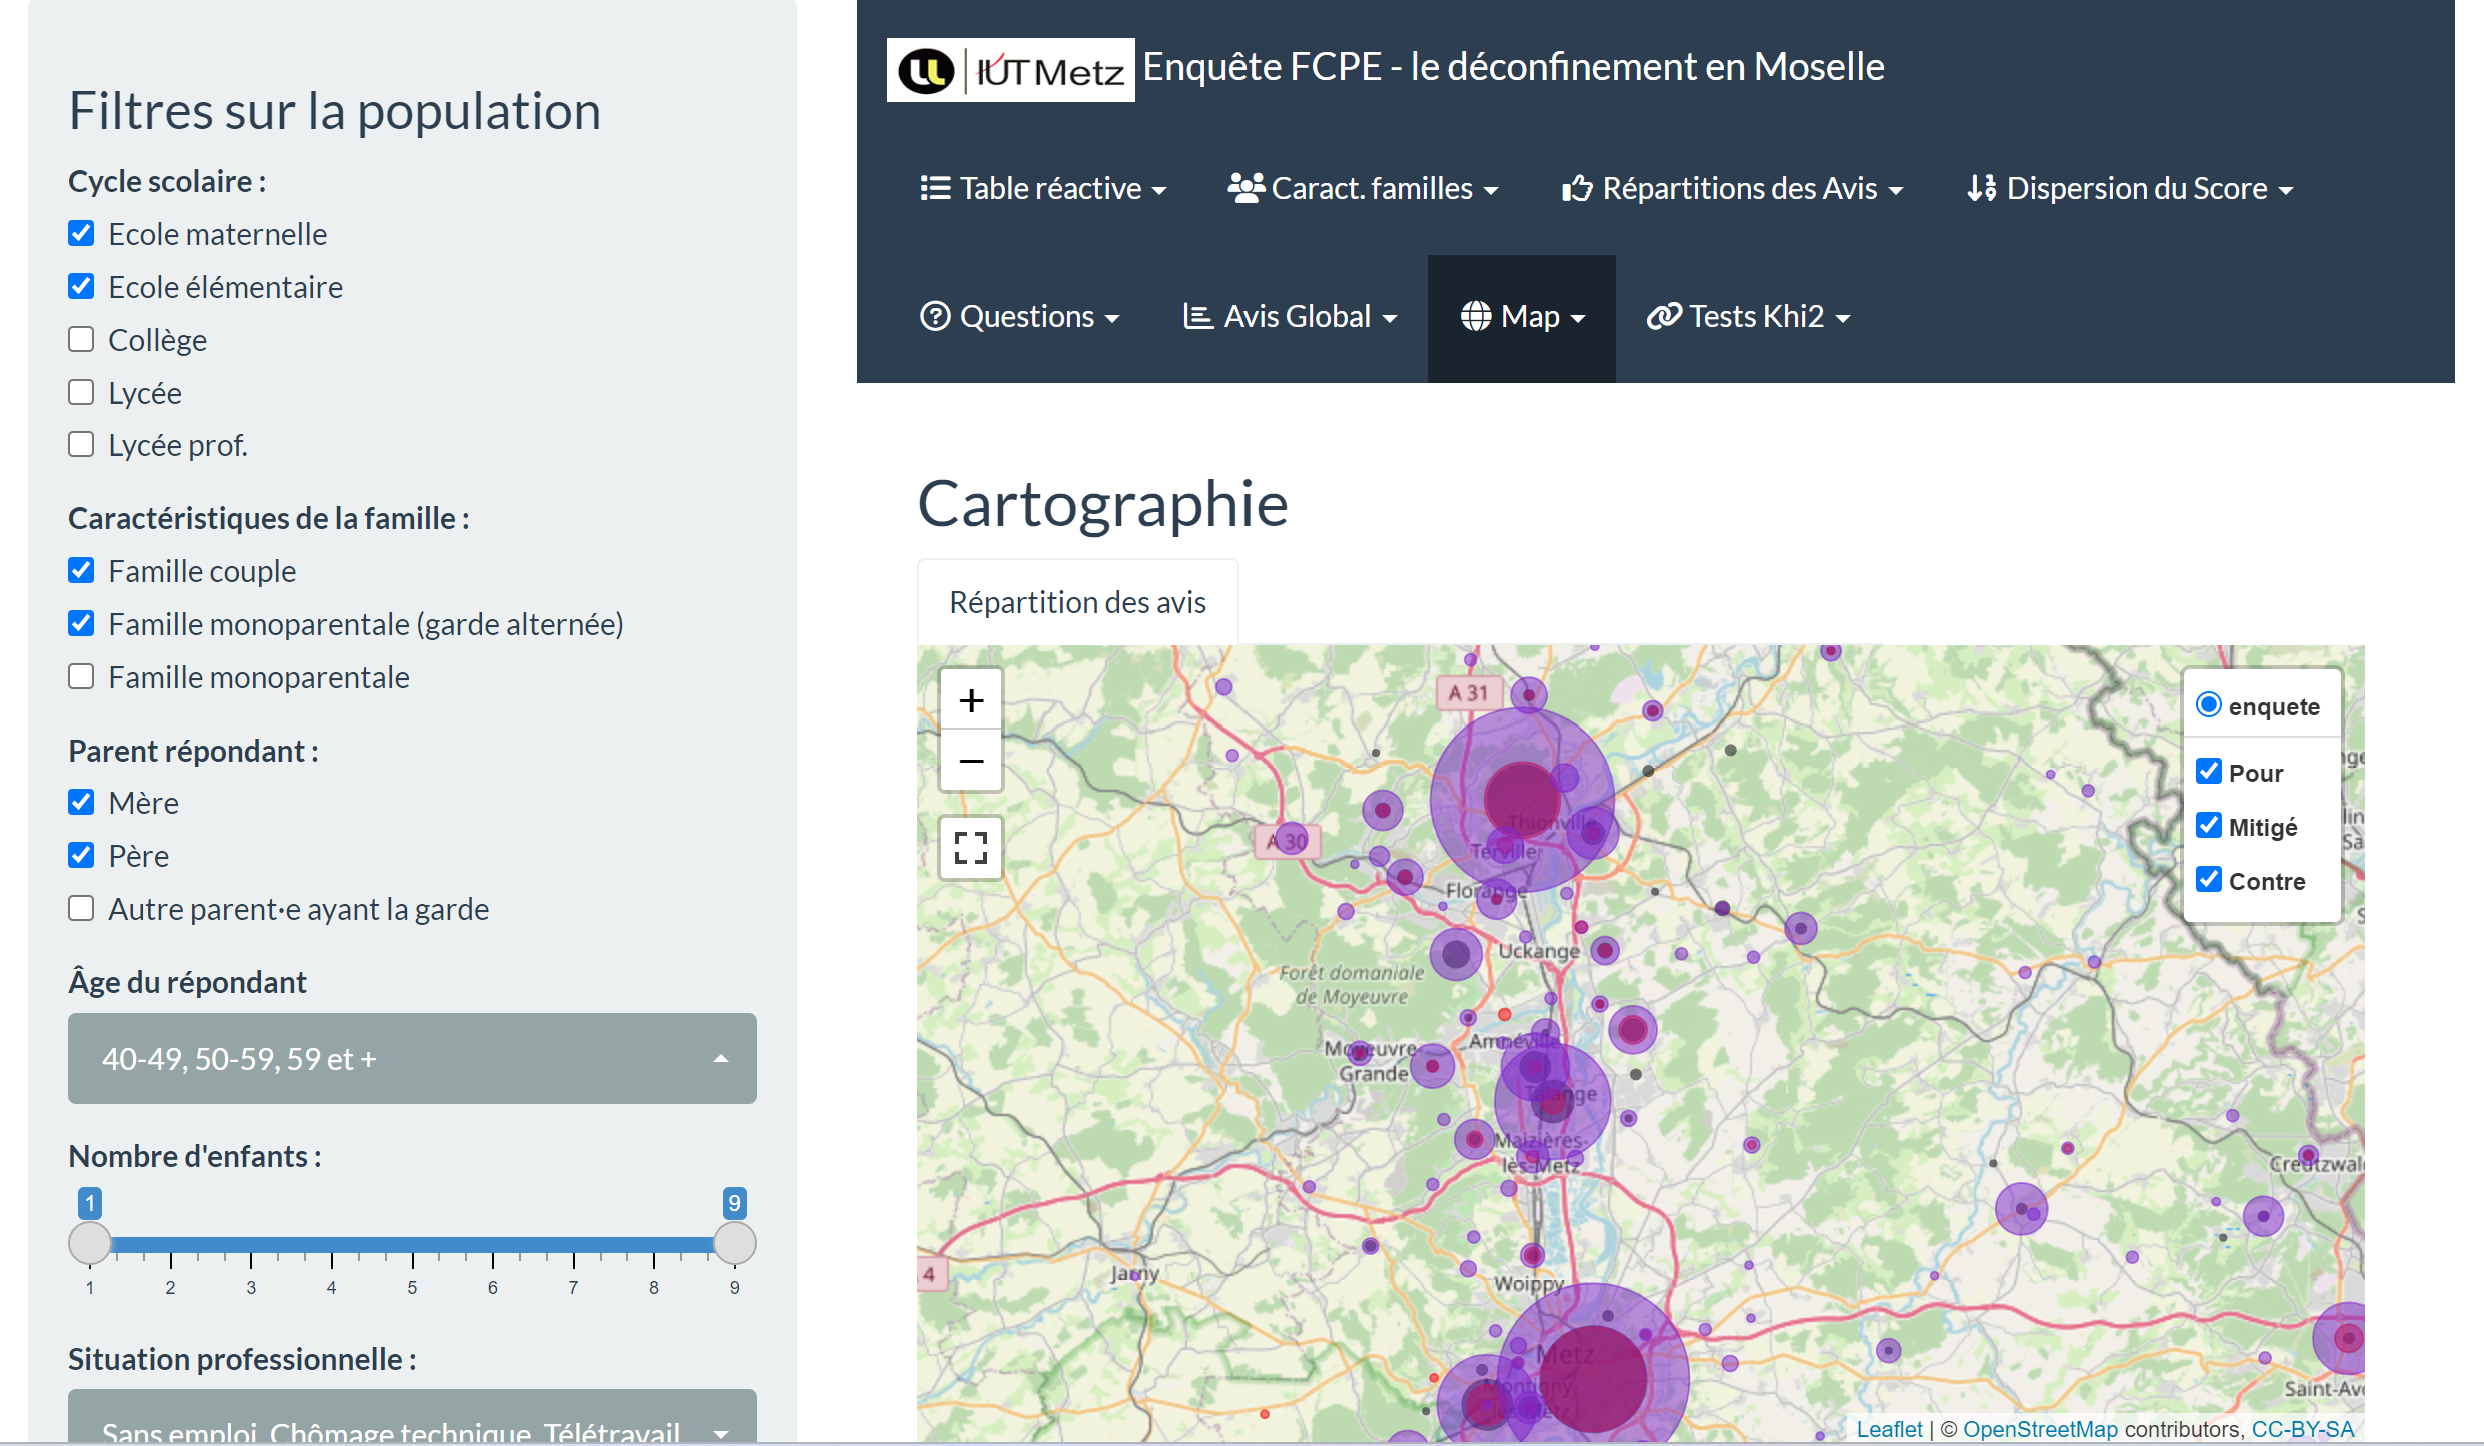 Filtres sur la population
Cycle scolaire :
Ecole maternelle
Ecole élémentaire
Collège
Lycée
Lycée prof.
Caractéristiques de la famille :
Famille couple
Famille monoparentale (garde alternée)
Famille monoparentale
Parent répondant :
Mère
Père
Autre parent·e ayant la garde
Âge du répondant
40-49, 50-59, 59 et +
Nombre d'enfants :
1 9
1 2 3 4 5 6 7 8 9
Situation professionnelle :
Sans emploi, Chômage technique, Télétravail
IUT Metz Enquête FCPE - le déconfinement en Moselle
Table réactive Caract. familles Répartitions des Avis Dispersion du Score
Questions Avis Global Map Tests Khi2
Cartographie
Répartition des avis
+
−
enquete
Pour
Mitigé
Contre
A 31
Thionville
A 30
Terville
Florange
Uckange
Forêt domaniale
de Moyeuvre
Amnéville
Moyeuvre-
Grande
Talange
Maizières-
lès-Metz
Creutzwal
4
Jarny
Woippy
Metz
Montigny-
lès-Metz
Saint-Avo
Leaflet | © OpenStreetMap contributors, CC-BY-SA